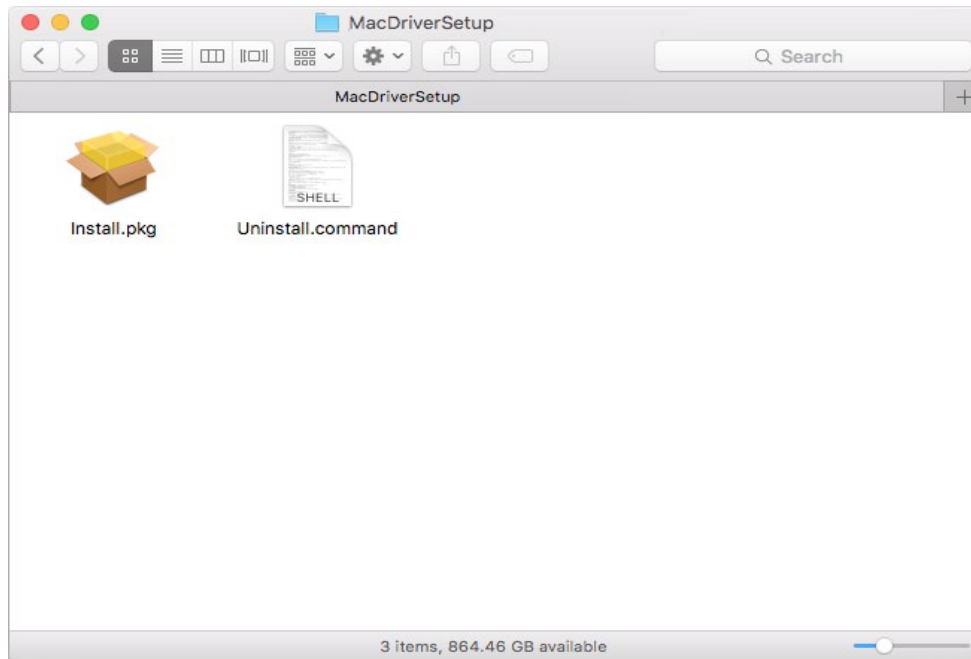 MacDriverSetup
Search
MacDriverSetup
SHELL
Install.pkg
Uninstall.command
3 items, 864.46 GB available